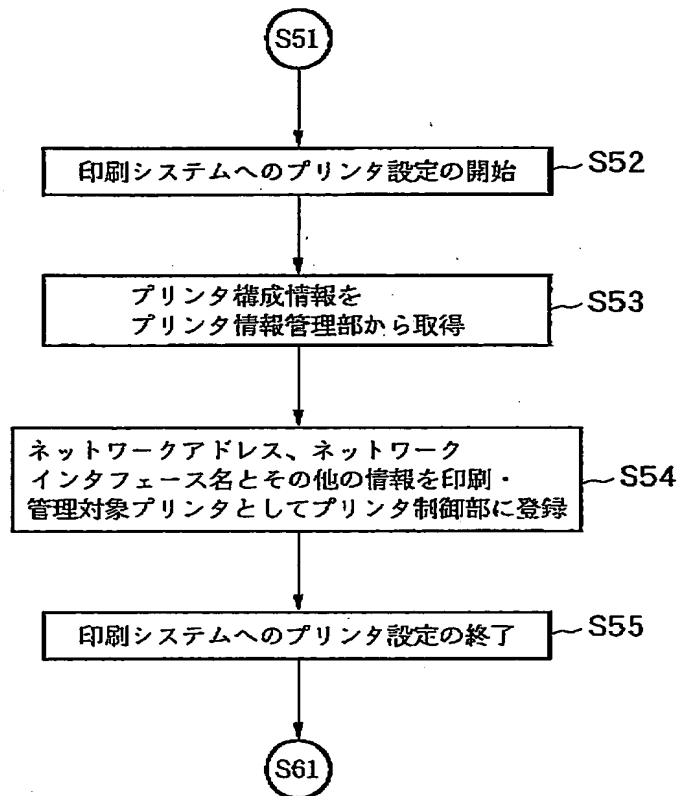 S51
印刷システムへのプリンタ設定の開始
S52
プリンタ構成情報を
プリンタ情報管理部から取得
S53
ネットワークアドレス、ネットワーク
インタフェース名とその他の情報を印刷・
管理対象プリンタとしてプリンタ制御部に登録
S54
印刷システムへのプリンタ設定の終了
S55
S61